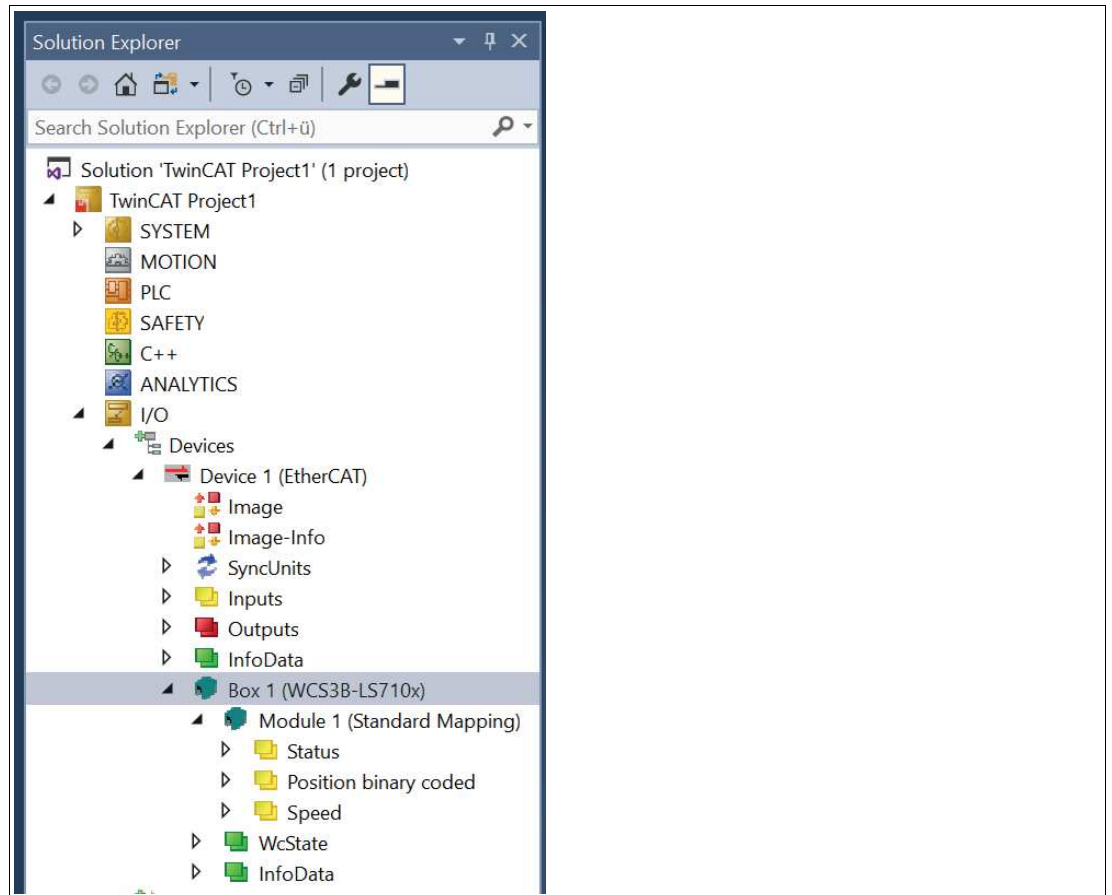 Solution Explorer
Search Solution Explorer (Ctrl+ü)
Solution 'TwinCAT Project1' (1 project)
TwinCAT Project1
SYSTEM
MOTION
PLC
SAFETY
C++
ANALYTICS
I/O
Devices
Device 1 (EtherCAT)
Image
Image-Info
SyncUnits
Inputs
Outputs
InfoData
Box 1 (WCS3B-LS710x)
Module 1 (Standard Mapping)
Status
Position binary coded
Speed
WcState
InfoData